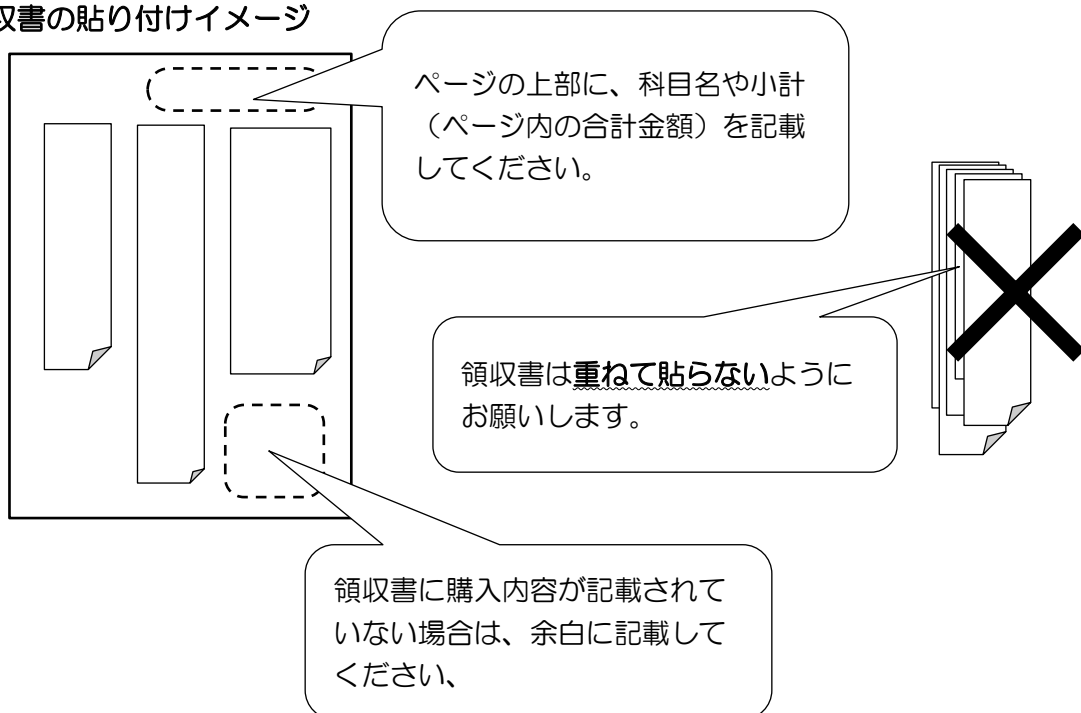 収書の貼り付けイメージ
ページの上部に、科目名や小計
（ページ内の合計金額）を記載
してください。
領収書は重ねて貼らないように
お願いします。
領収書に購入内容が記載されて
いない場合は、余白に記載して
ください、